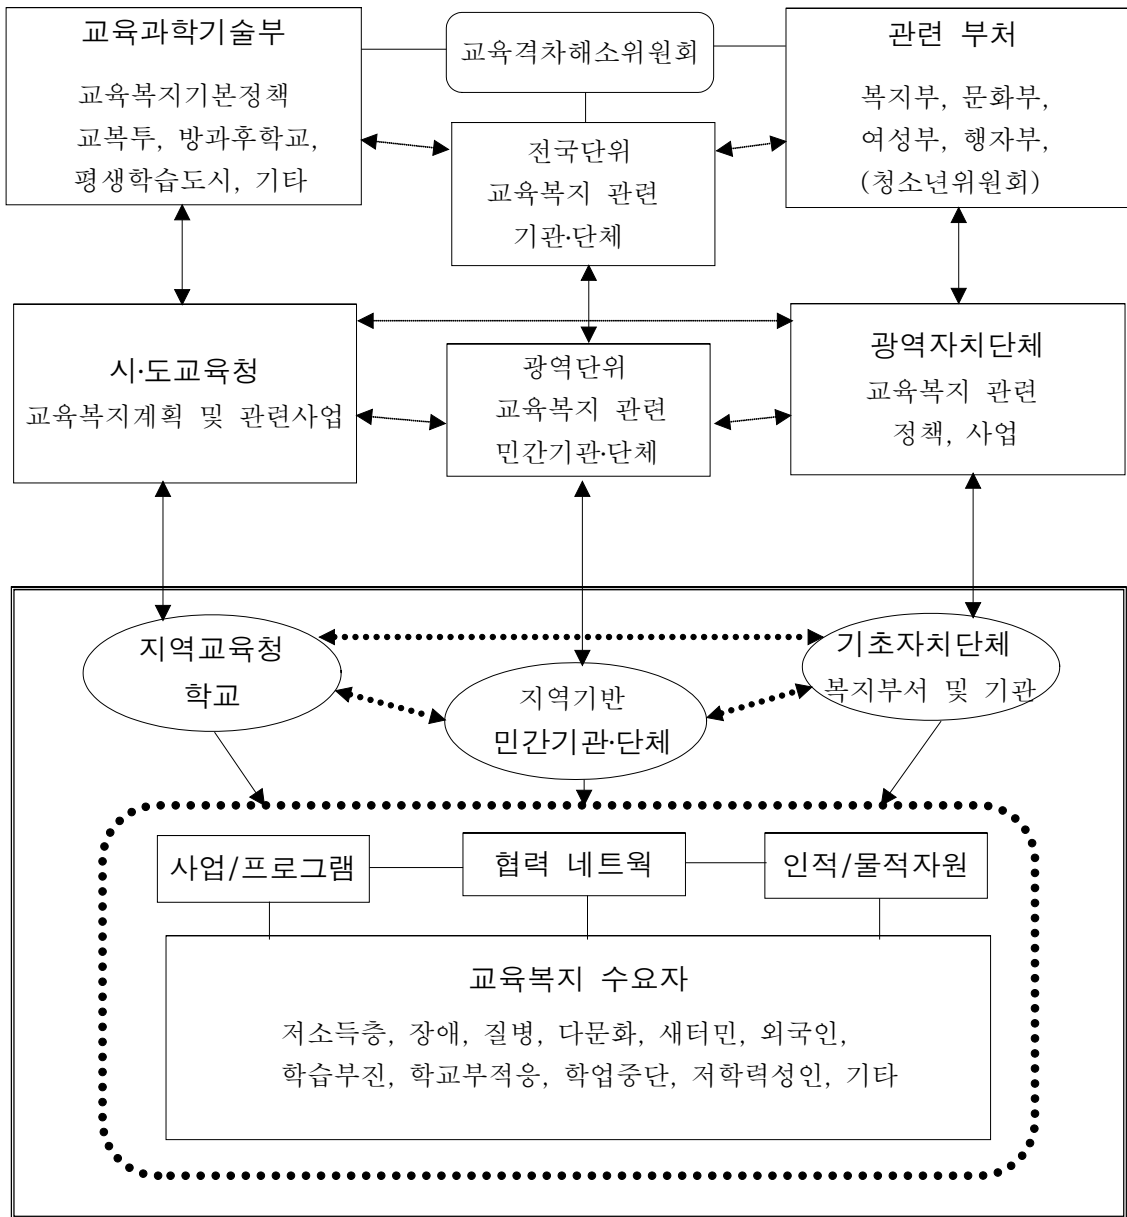 교육과학기술부
교육복지기본정책
교복투, 방과후학교,
평생학습도시, 기타
교육격차해소위원회
관련 부처
복지부, 문화부,
여성부, 행자부,
(청소년위원회)
전국단위
교육복지 관련
기관·단체
시·도교육청
교육복지계획 및 관련사업
광역단위
교육복지 관련
민간기관·단체
광역자치단체
교육복지 관련
정책, 사업
지역교육청
학교
지역기반
민간기관·단체
기초자치단체
복지부서 및 기관
사업/프로그램
협력 네트웍
인적/물적자원
교육복지 수요자
저소득층, 장애, 질병, 다문화, 새터민, 외국인,
학습부진, 학교부적응, 학업중단, 저학력성인, 기타